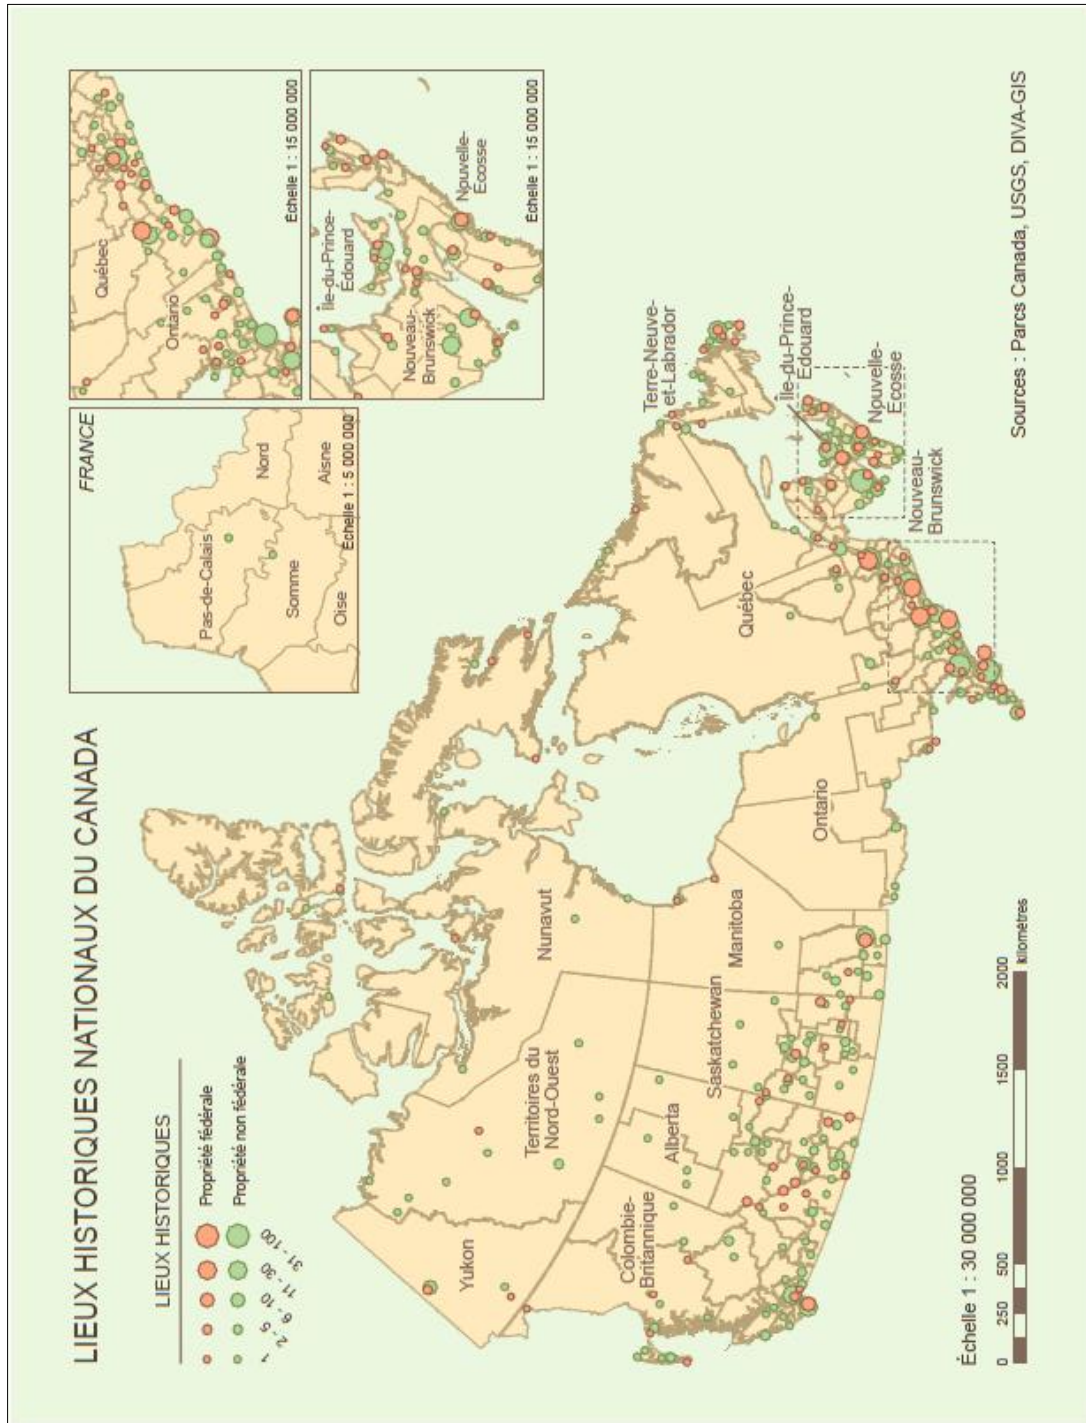 LIEUX HISTORIQUES NATIONAUX DU CANADA
LIEUX HISTORIQUES
Propriété fédérale
Propriété non fédérale
1
2 - 5
6 - 10
11 - 30
31 - 100
FRANCE
Pas-de-Calais
Nord
Somme
Aisne
Oise
Échelle 1 : 5 000 000
Québec
Ontario
Échelle 1 : 15 000 000
Île-du-Prince-
Édouard
Nouveau-
Brunswick
Nouvelle-
Écosse
Échelle 1 : 15 000 000
Yukon
Territoires du
Nord-Ouest
Nunavut
Colombie-
Britannique
Alberta
Saskatchewan
Manitoba
Ontario
Québec
Terre-Neuve-
et-Labrador
Île-du-Prince-
Édouard
Nouvelle-
Écosse
Nouveau-
Brunswick
Échelle 1 : 30 000 000
0 250 500 1000 1500 2000
kilomètres
Sources : Parcs Canada, USGS, DIVA-GIS